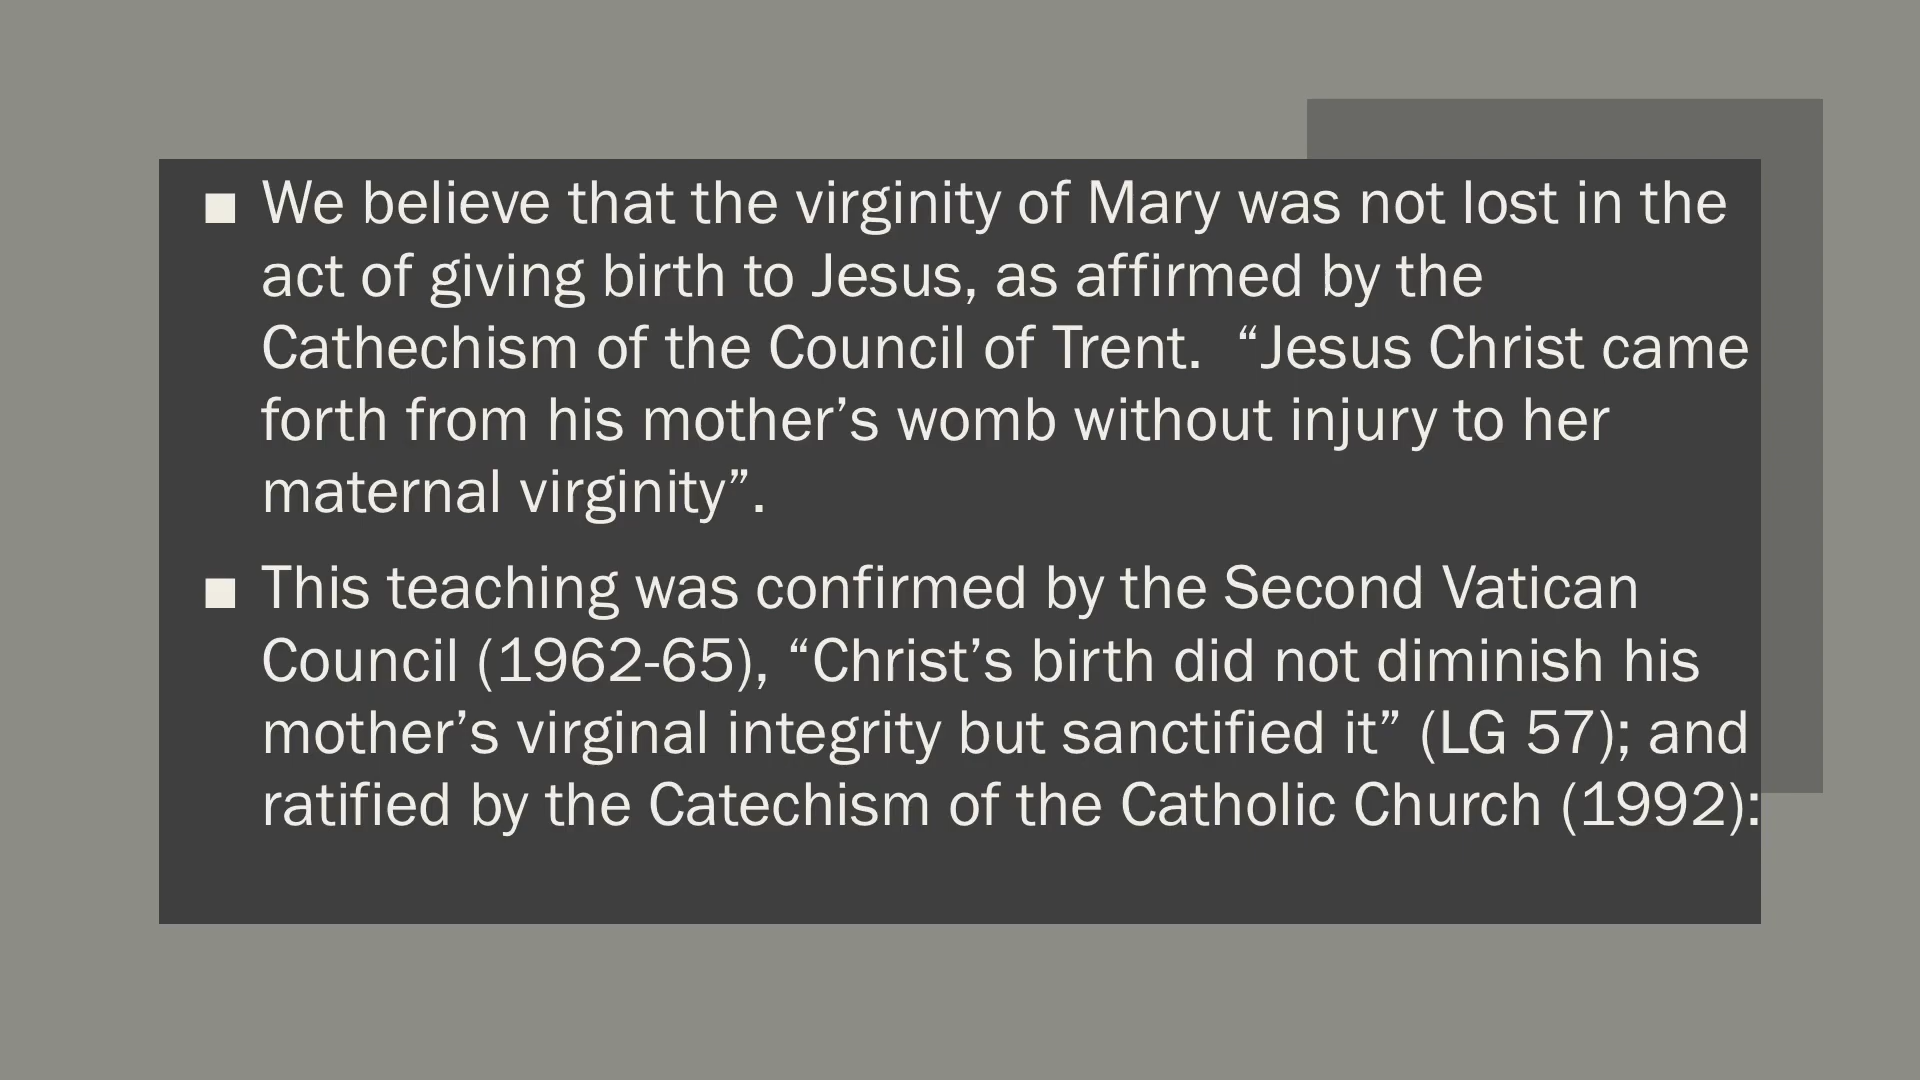 ■ We believe that the virginity of Mary was not lost in the
act of giving birth to Jesus, as affirmed by the
Cathechism of the Council of Trent.  “Jesus Christ came
forth from his mother’s womb without injury to her
maternal virginity”.
■ This teaching was confirmed by the Second Vatican
Council (1962-65), “Christ’s birth did not diminish his
mother’s virginal integrity but sanctified it” (LG 57); and
ratified by the Catechism of the Catholic Church (1992):